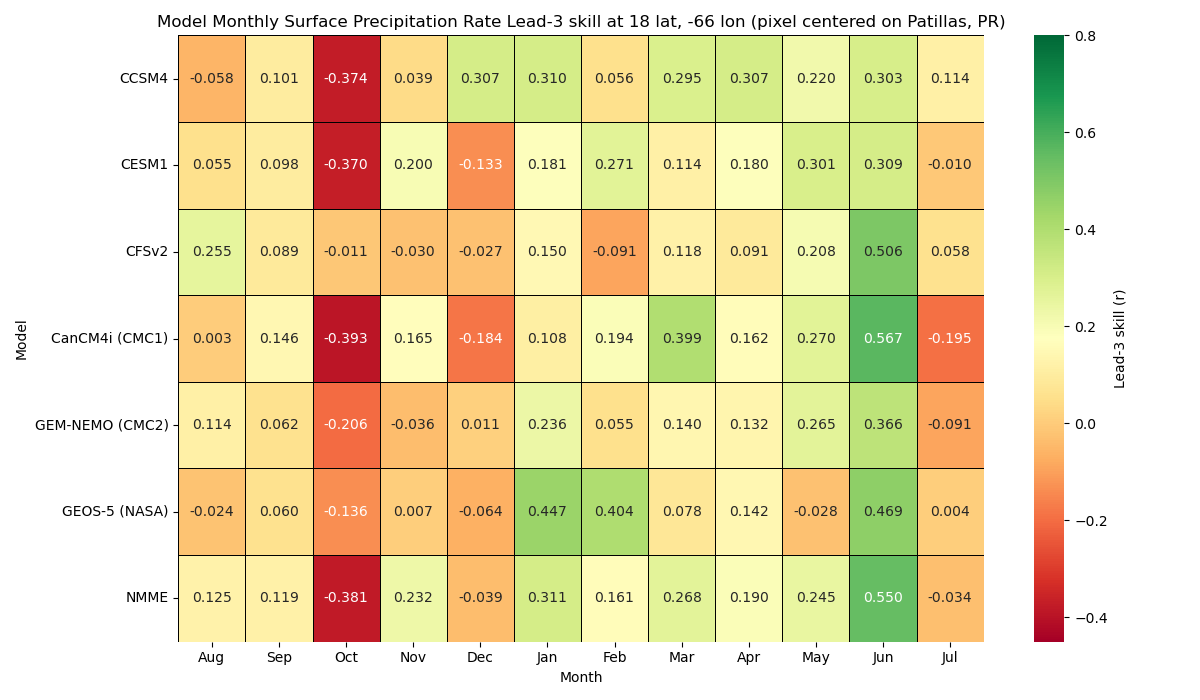 Model Monthly Surface Precipitation Rate Lead-3 skill at 18 lat, -66 lon (pixel centered on Patillas, PR)
Model
CCSM4 -0.058 0.101 -0.374 0.039 0.307 0.310 0.056 0.295 0.307 0.220 0.303 0.114
CESM1 0.055 0.098 -0.370 0.200 -0.133 0.181 0.271 0.114 0.180 0.301 0.309 -0.010
CFSv2 0.255 0.089 -0.011 -0.030 -0.027 0.150 -0.091 0.118 0.091 0.208 0.506 0.058
CanCM4i (CMC1) 0.003 0.146 -0.393 0.165 -0.184 0.108 0.194 0.399 0.162 0.270 0.567 -0.195
GEM-NEMO (CMC2) 0.114 0.062 -0.206 -0.036 0.011 0.236 0.055 0.140 0.132 0.265 0.366 -0.091
GEOS-5 (NASA) -0.024 0.060 -0.136 0.007 -0.064 0.447 0.404 0.078 0.142 -0.028 0.469 0.004
NMME 0.125 0.119 -0.381 0.232 -0.039 0.311 0.161 0.268 0.190 0.245 0.550 -0.034
Aug Sep Oct Nov Dec Jan Feb Mar Apr May Jun Jul
Month
0.8
0.6
0.4
0.2
0.0
−0.2
−0.4
Lead-3 skill (r)